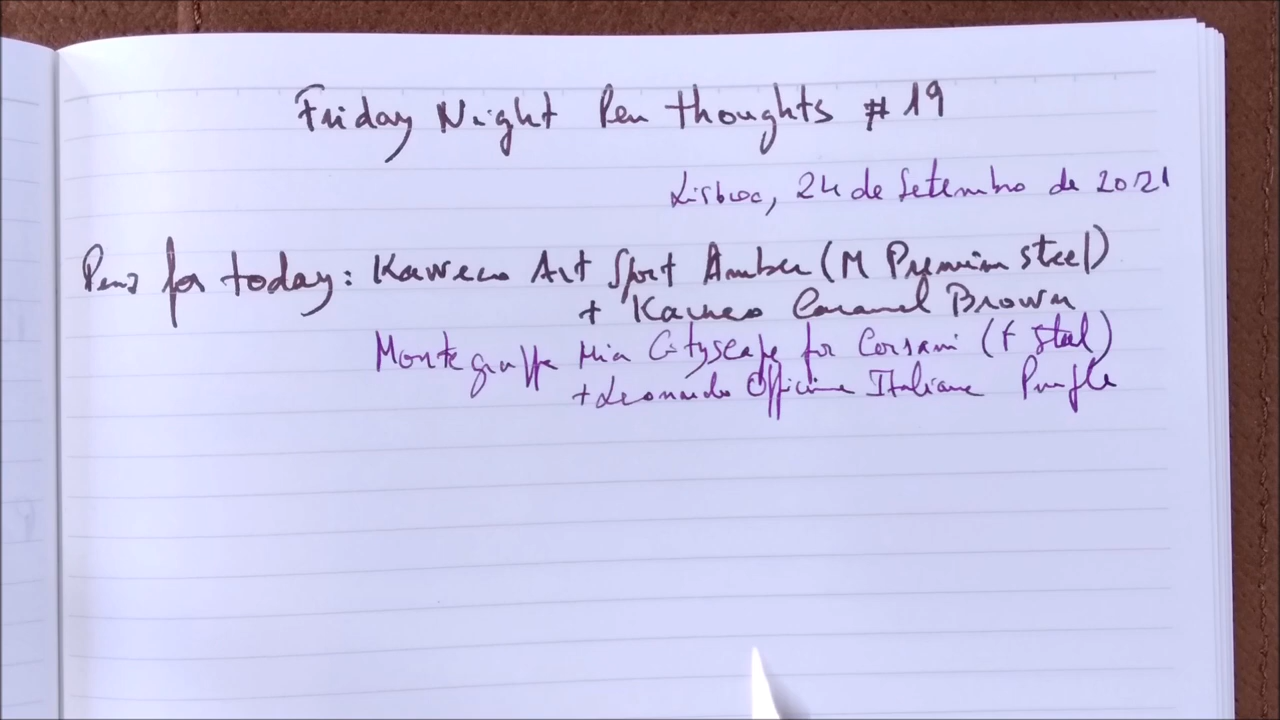 Friday Night Pen thoughts #19
Lisboa, 24 de Setembro de 2021
Pens for today: Kaweco Art Sport Amber (M Premium steel)
+ Kaweco Caramel Brown
Montegrappa Mia Cityscape for Corsani (F steel)
+ Leonardo Officina Italiana Purple